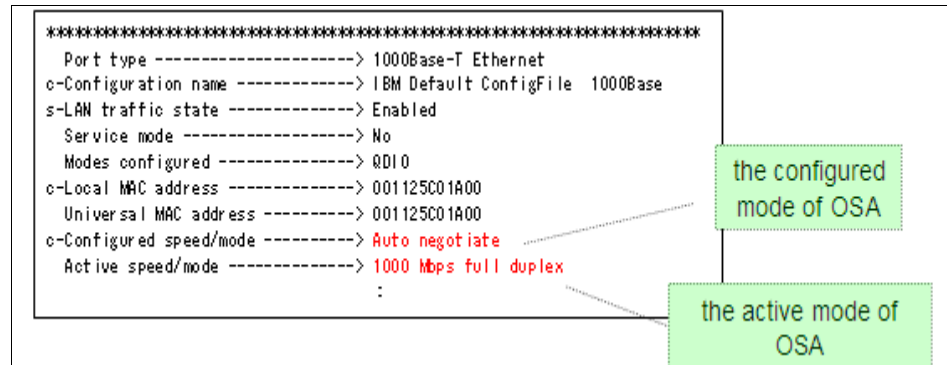 **********************************************************************
Port type ----------------------> 1000Base-T Ethernet
c-Configuration name -------------> IBM Default ConfigFile 1000Base
s-LAN traffic state --------------> Enabled
Service mode -------------------> No
Modes configured ---------------> QDIO
c-Local MAC address --------------> 001125C01A00
Universal MAC address ----------> 001125C01A00
c-Configured speed/mode ----------> Auto negotiate
Active speed/mode --------------> 1000 Mbps full duplex
:
the configured
mode of OSA
the active mode of
OSA